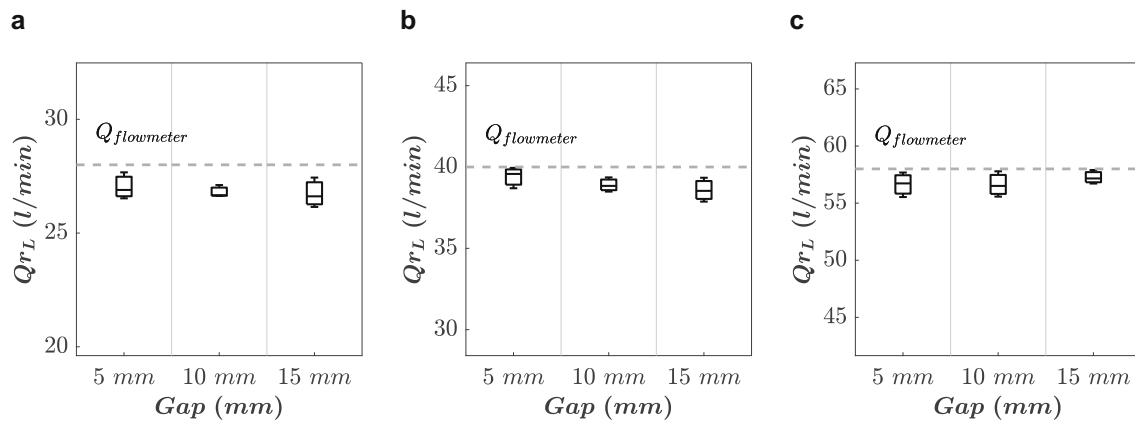 a
Qr_L (l/min)
30
25
20
Q_flowmeter
5 mm 10 mm 15 mm
Gap (mm)
b
Qr_L (l/min)
45
40
35
30
Q_flowmeter
5 mm 10 mm 15 mm
Gap (mm)
c
Qr_L (l/min)
65
60
55
50
45
Q_flowmeter
5 mm 10 mm 15 mm
Gap (mm)